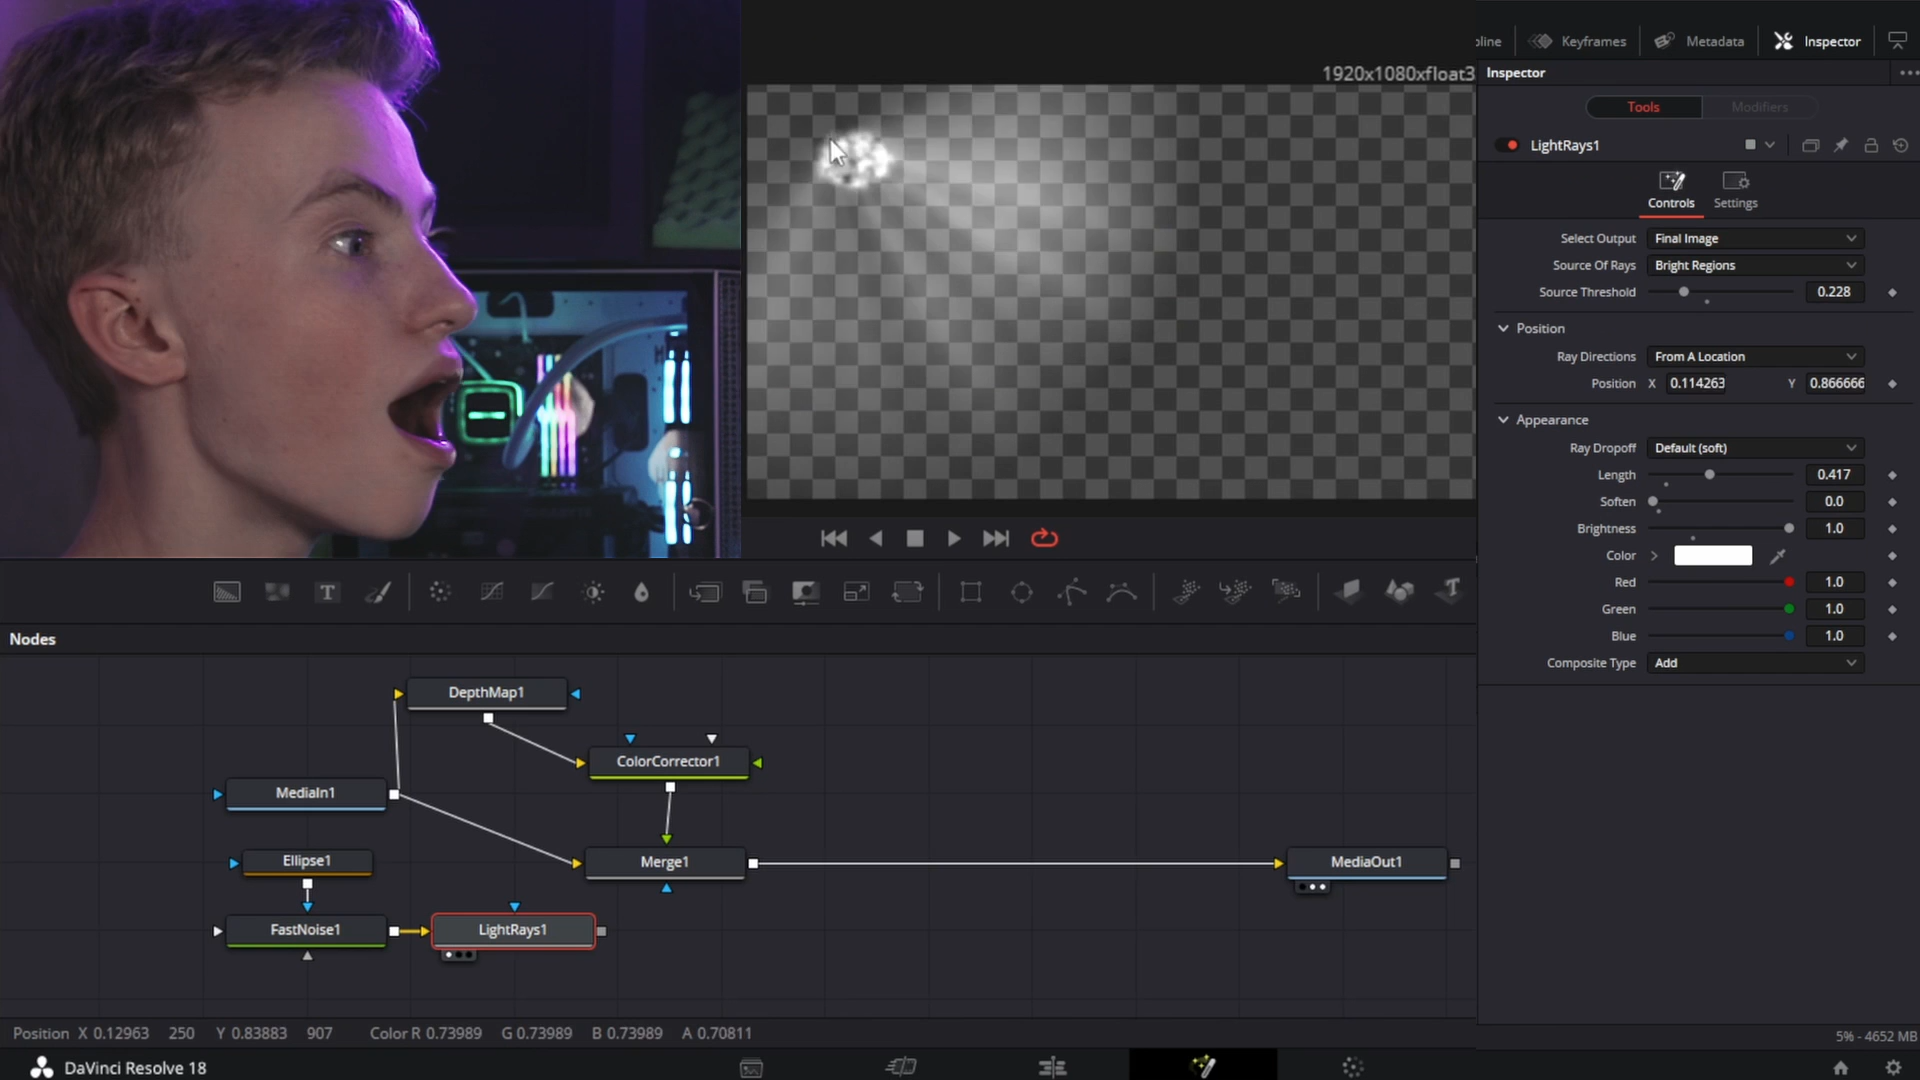 pline
Keyframes
Metadata
Inspector
1920x1080xfloat3
Inspector
Tools
Modifiers
LightRays1
Controls
Settings
Select Output Final Image
Source Of Rays Bright Regions
Source Threshold 0.228
Position
Ray Directions From A Location
Position X 0.114263 Y 0.866666
Appearance
Ray Dropoff Default (soft)
Length 0.417
Soften 0.0
Brightness 1.0
Color
Red 1.0
Green 1.0
Blue 1.0
Composite Type Add
T
T
Nodes
DepthMap1
ColorCorrector1
MediaIn1
Ellipse1
Merge1
MediaOut1
FastNoise1
LightRays1
Position X 0.12963 250 Y 0.83883 907 Color R 0.73989 G 0.73989 B 0.73989 A 0.70811
5% - 4652 MB
DaVinci Resolve 18